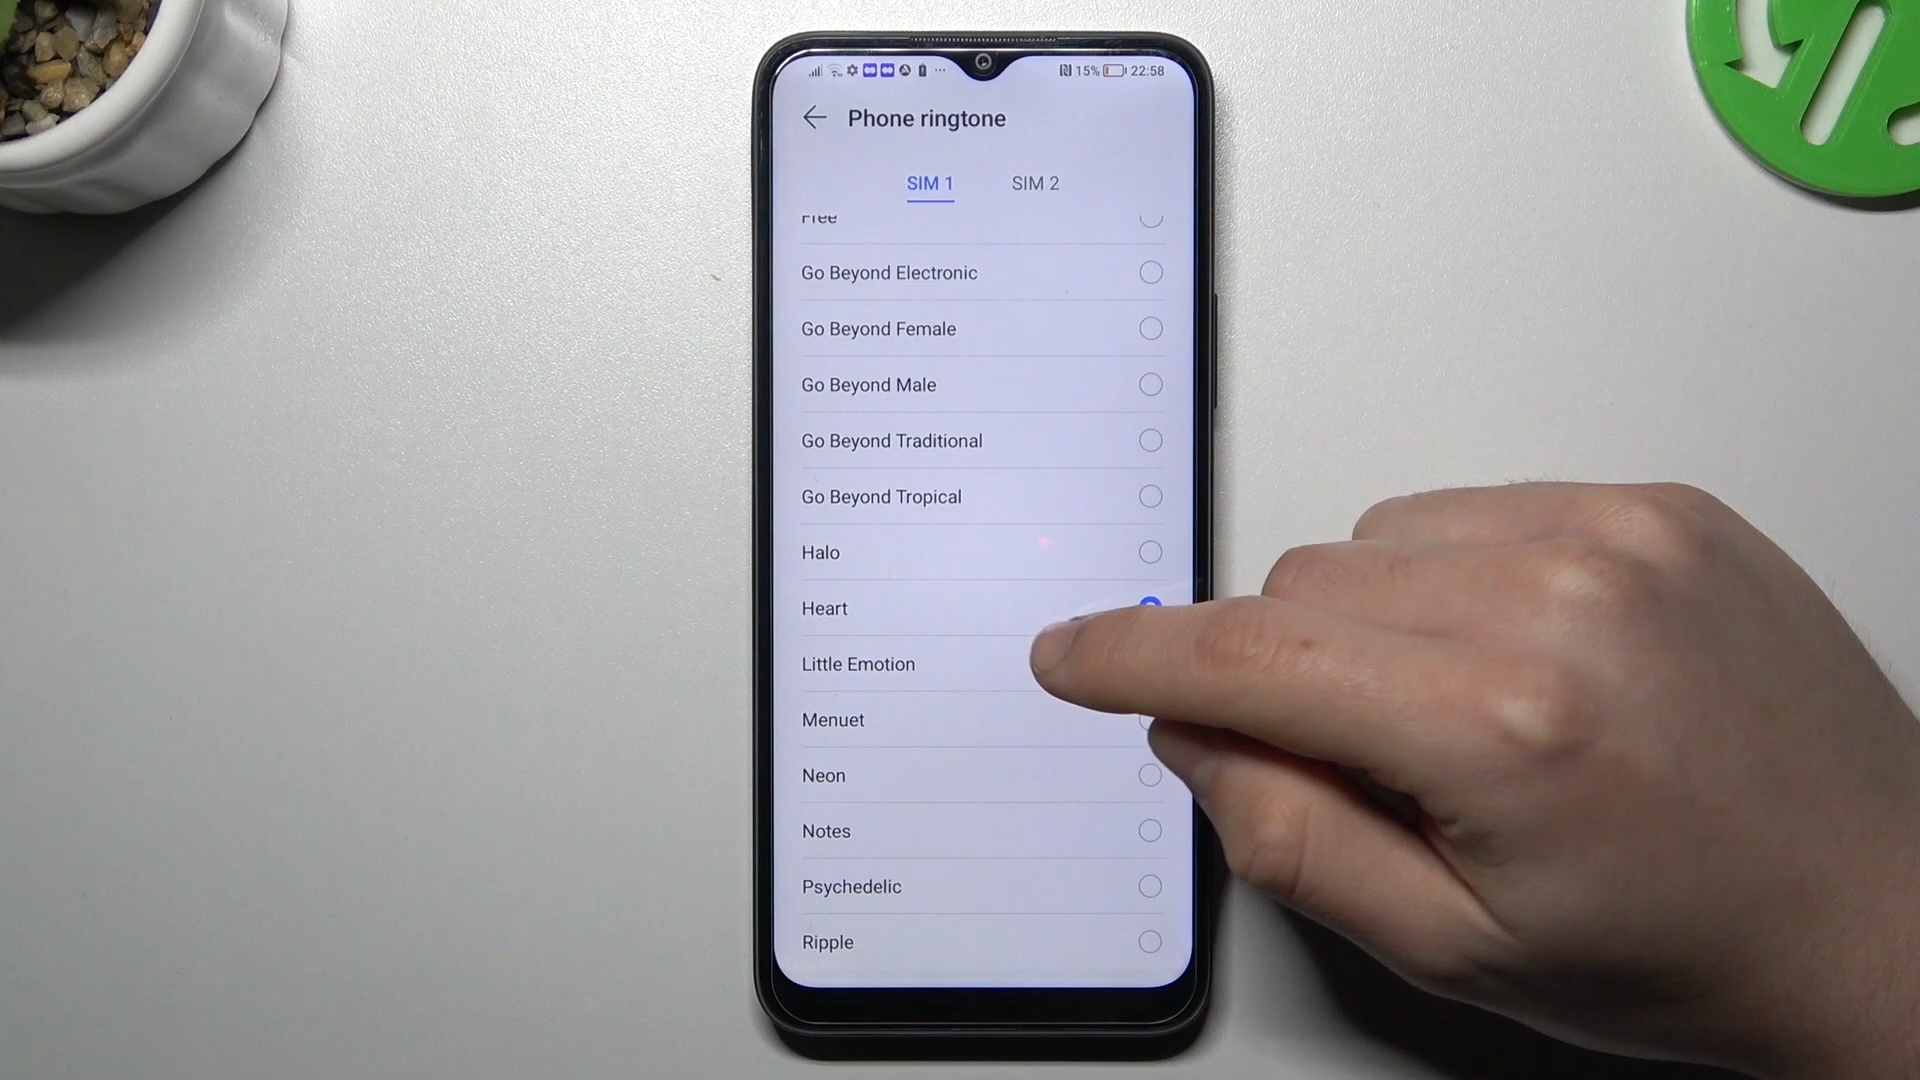 15% 22:58
Phone ringtone
SIM 1 SIM 2
Free
Go Beyond Electronic
Go Beyond Female
Go Beyond Male
Go Beyond Traditional
Go Beyond Tropical
Halo
Heart
Little Emotion
Menuet
Neon
Notes
Psychedelic
Ripple